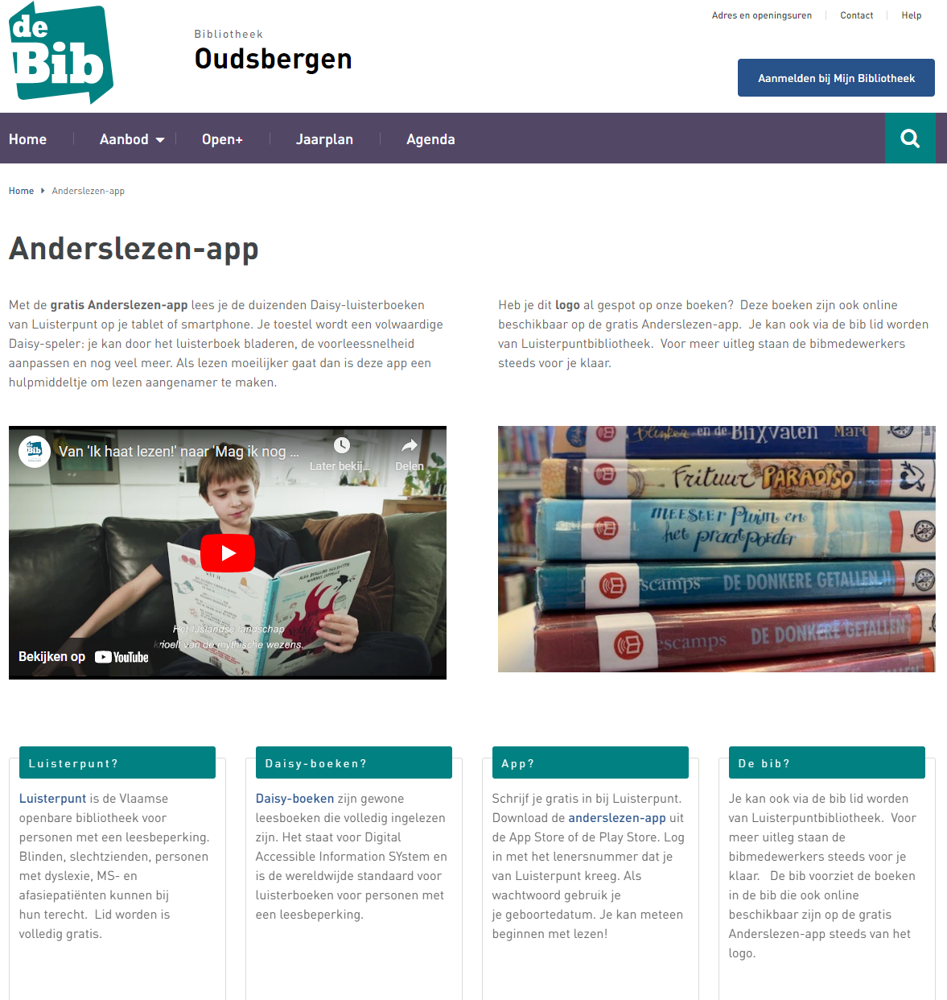 de
Bib
Bibliotheek
Oudsbergen
Adres en openingsuren
Contact
Help
Aanmelden bij Mijn Bibliotheek
Home
Aanbod
Open+
Jaarplan
Agenda
Home
Anderslezen-app
Anderslezen-app
Met de gratis Anderslezen-app lees je de duizenden Daisy-luisterboeken
van Luisterpunt op je tablet of smartphone. Je toestel wordt een volwaardige
Daisy-speler: je kan door het luisterboek bladeren, de voorleessnelheid
aanpassen en nog veel meer. Als lezen moeilijker gaat dan is deze app een
hulpmiddeltje om lezen aangenamer te maken.
Heb je dit logo al gespot op onze boeken?  Deze boeken zijn ook online
beschikbaar op de gratis Anderslezen-app.  Je kan ook via de bib lid worden
van Luisterpuntbibliotheek.  Voor meer uitleg staan de bibmedewerkers
steeds voor je klaar.
de
Bib
Van 'Ik haat lezen!' naar 'Mag ik nog ...
Later bekij...
Delen
Het IJslandse landschap
krioelt van de mythische wezens.
Bekijken op YouTube
Blinker en de BliXvalen Marc
Frituur PARADISO
MEESTER Pluim en
het praatpoeder
scamps DE DONKERE GETALLEN II
escamps DE DONKERE GETALLEN
Luisterpunt?
Luisterpunt is de Vlaamse
openbare bibliotheek voor
personen met een leesbeperking.
Blinden, slechtzienden, personen
met dyslexie, MS- en
afasiepatiënten kunnen bij
hun terecht.  Lid worden is
volledig gratis.
Daisy-boeken?
Daisy-boeken zijn gewone
leesboeken die volledig ingelezen
zijn. Het staat voor Digital
Accessible Information SYstem en
is de wereldwijde standaard voor
luisterboeken voor personen met
een leesbeperking.
App?
Schrijf je gratis in bij Luisterpunt.
Download de anderslezen-app uit
de App Store of de Play Store. Log
in met het lenersnummer dat je
van Luisterpunt kreeg. Als
wachtwoord gebruik je
je geboortedatum. Je kan meteen
beginnen met lezen!
De bib?
Je kan ook via de bib lid worden
van Luisterpuntbibliotheek.  Voor
meer uitleg staan de
bibmedewerkers steeds voor je
klaar.   De bib voorziet de boeken
in de bib die ook online
beschikbaar zijn op de gratis
Anderslezen-app steeds van het
logo.